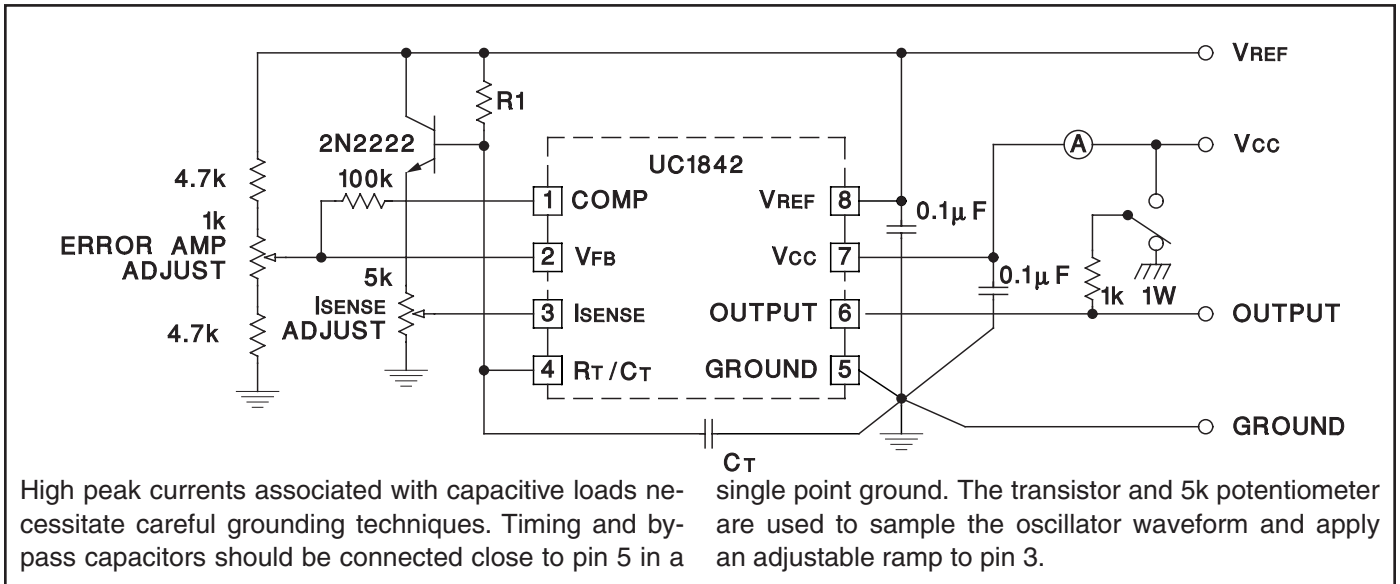 VREF
R1
VCC
A
2N2222
UC1842
4.7k
100k
1 COMP
VREF 8
0.1µ F
1k
ERROR AMP
ADJUST
2 VFB
VCC 7
0.1µ F
5k
ISENSE
ADJUST
3 ISENSE
OUTPUT 6
1k 1W
OUTPUT
4.7k
4 RT/CT
GROUND 5
GROUND
CT
High peak currents associated with capacitive loads ne-
cessitate careful grounding techniques. Timing and by-
pass capacitors should be connected close to pin 5 in a
single point ground. The transistor and 5k potentiometer
are used to sample the oscillator waveform and apply
an adjustable ramp to pin 3.